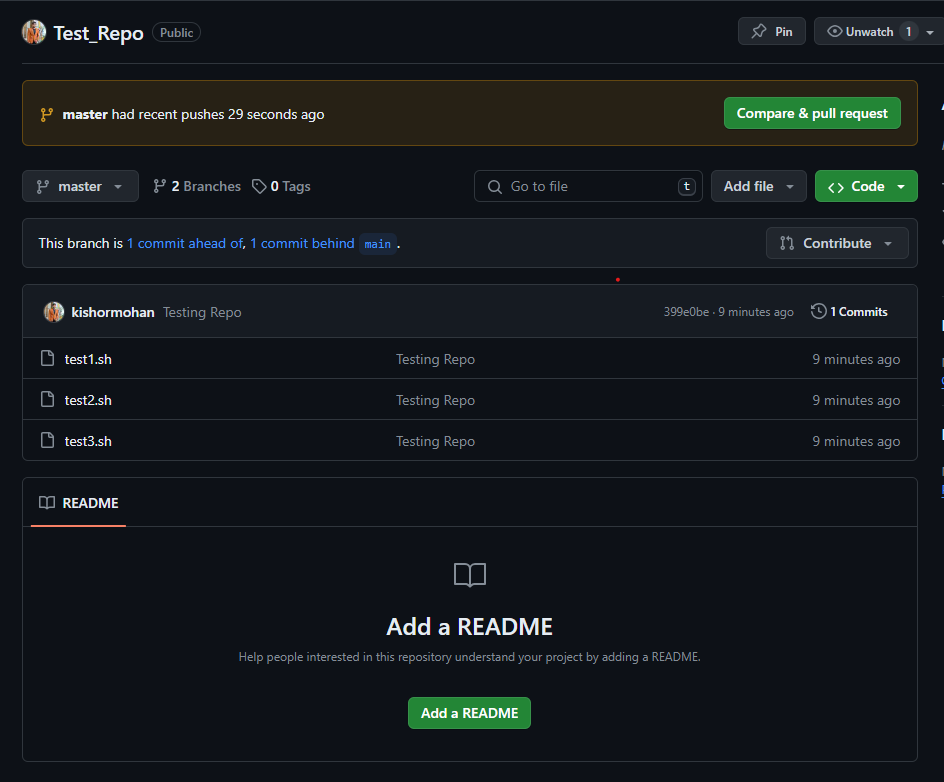 Test_Repo Public Pin Unwatch 1
master had recent pushes 29 seconds ago Compare & pull request
master 2 Branches 0 Tags Go to file t Add file Code
This branch is 1 commit ahead of, 1 commit behind main . Contribute
kishormohan Testing Repo 399e0be · 9 minutes ago 1 Commits
test1.sh Testing Repo 9 minutes ago
test2.sh Testing Repo 9 minutes ago
test3.sh Testing Repo 9 minutes ago
README
Add a README
Help people interested in this repository understand your project by adding a README.
Add a README